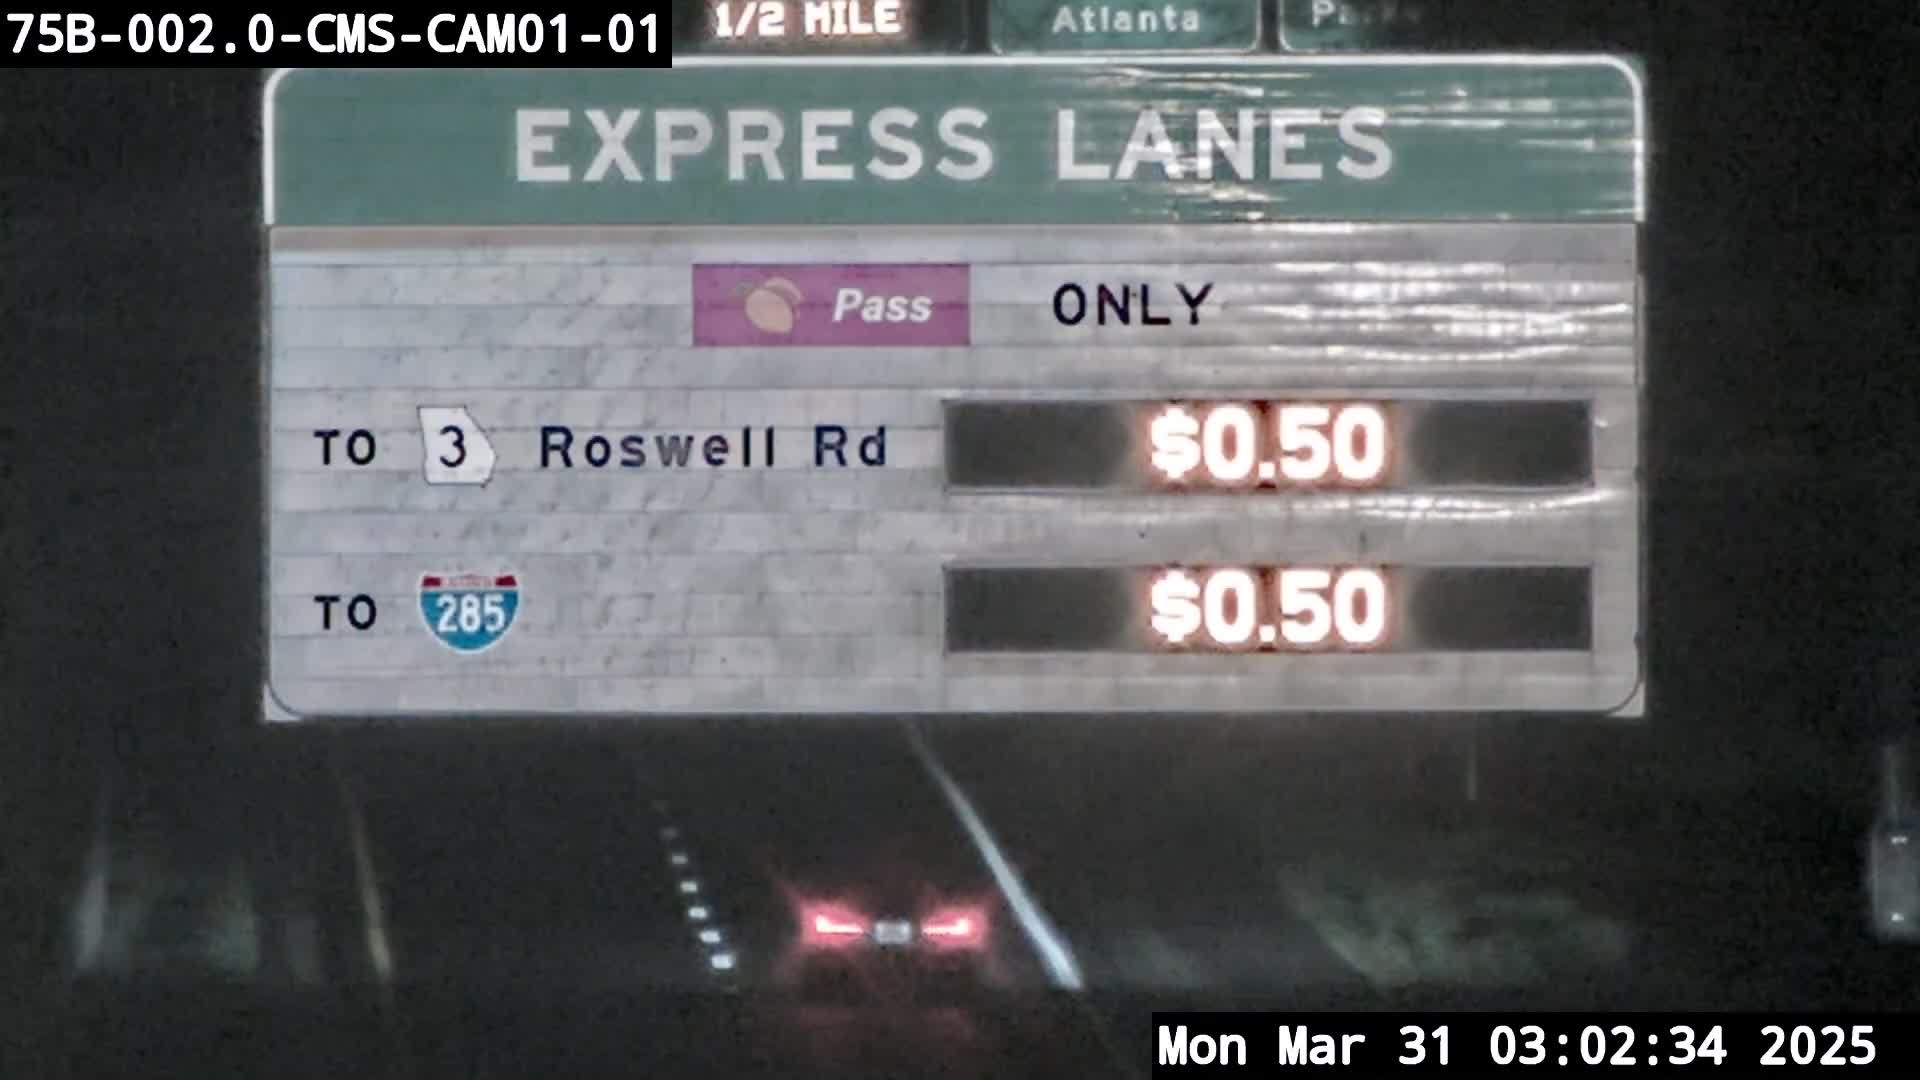 75B-002.0-CMS-CAM01-01
1/2 MILE
Atlanta
EXPRESS LANES
Pass ONLY
TO 3 Roswell Rd $0.50
TO 285 $0.50
Mon Mar 31 03:02:34 2025